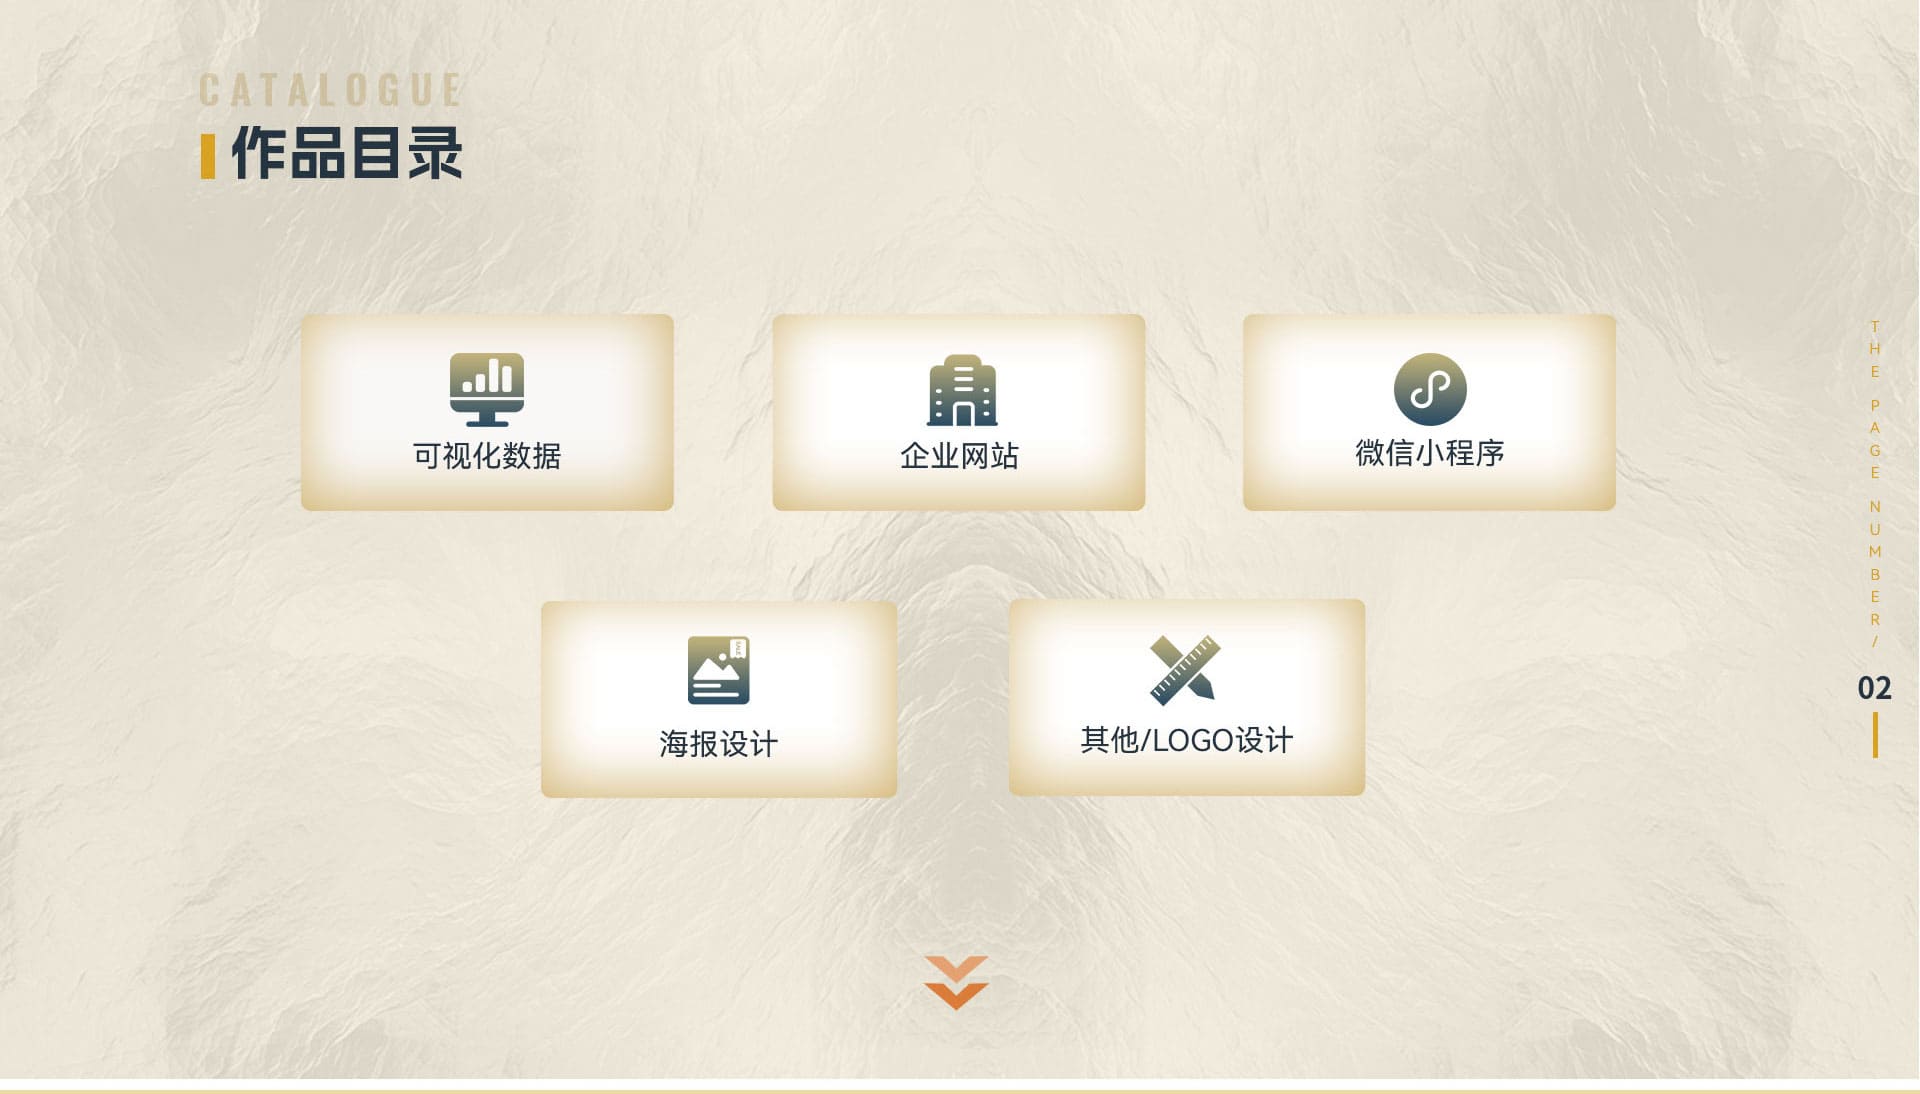 CATALOGUE
作品目录
可视化数据
企业网站
微信小程序
海报设计
其他/LOGO设计
THE PAGE NUMBER/
02